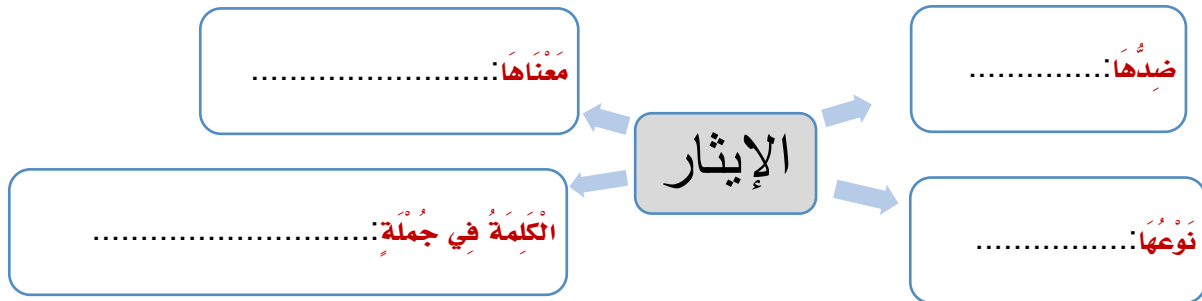 ضِدُّهَا:..............
مَعْنَاهَا:.........................
الإيثار
نَوْعُهَا:................
الْكَلِمَةُ فِي جُمْلَةٍ:.............................